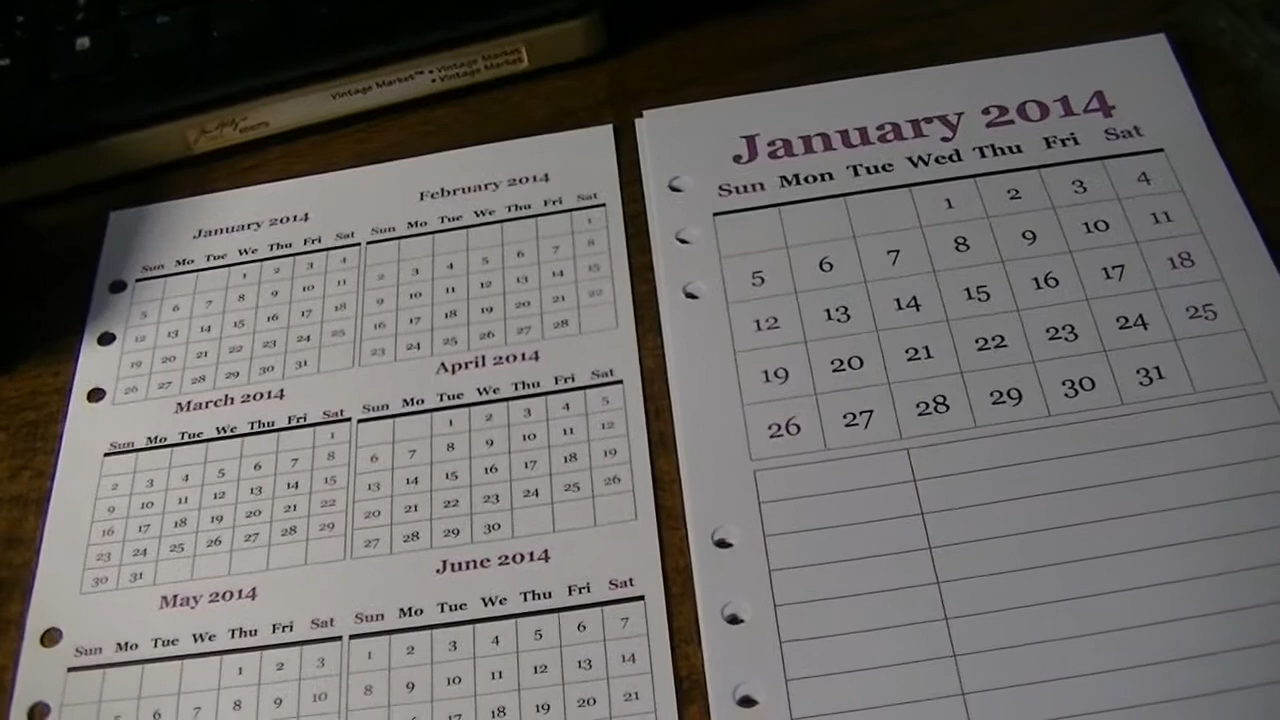 Vintage Market™ • Vintage Market
• Vintage Market
January 2014
Sun Mo Tue We Thu Fri Sat
1 2 3 4
5 6 7 8 9 10 11
12 13 14 15 16 17 18
19 20 21 22 23 24 25
26 27 28 29 30 31
February 2014
Sun Mo Tue We Thu Fri Sat
1
2 3 4 5 6 7 8
9 10 11 12 13 14 15
16 17 18 19 20 21 22
23 24 25 26 27 28
March 2014
Sun Mo Tue We Thu Fri Sat
1
2 3 4 5 6 7 8
9 10 11 12 13 14 15
16 17 18 19 20 21 22
23 24 25 26 27 28 29
30 31
April 2014
Sun Mo Tue We Thu Fri Sat
1 2 3 4 5
6 7 8 9 10 11 12
13 14 15 16 17 18 19
20 21 22 23 24 25 26
27 28 29 30
May 2014
Sun Mo Tue We Thu Fri Sat
1 2 3
5 6 7 8 9 10
June 2014
Sun Mo Tue We Thu Fri Sat
1 2 3 4 5 6 7
8 9 10 11 12 13 14
17 18 19 20 21
January 2014
Sun Mon Tue Wed Thu Fri Sat
1 2 3 4
5 6 7 8 9 10 11
12 13 14 15 16 17 18
19 20 21 22 23 24 25
26 27 28 29 30 31